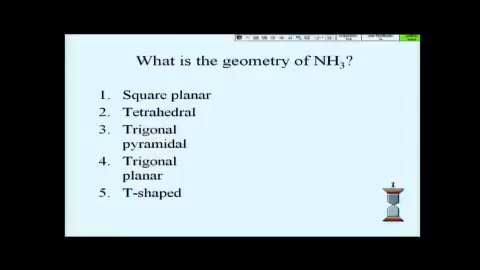 What is the geometry of NH₃?
1. Square planar
2. Tetrahedral
3. Trigonal
pyramidal
4. Trigonal
planar
5. T-shaped
1